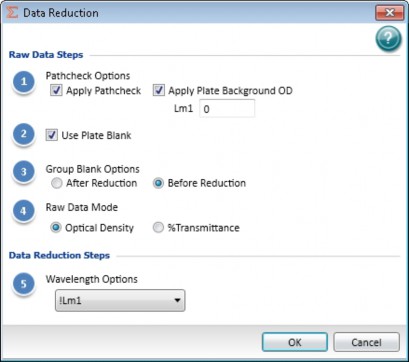 Σ Data Reduction
?
Raw Data Steps
1 Pathcheck Options
Apply Pathcheck Apply Plate Background OD
Lm1 0
2 Use Plate Blank
3 Group Blank Options
After Reduction Before Reduction
4 Raw Data Mode
Optical Density %Transmittance
Data Reduction Steps
5 Wavelength Options
!Lm1
OK Cancel